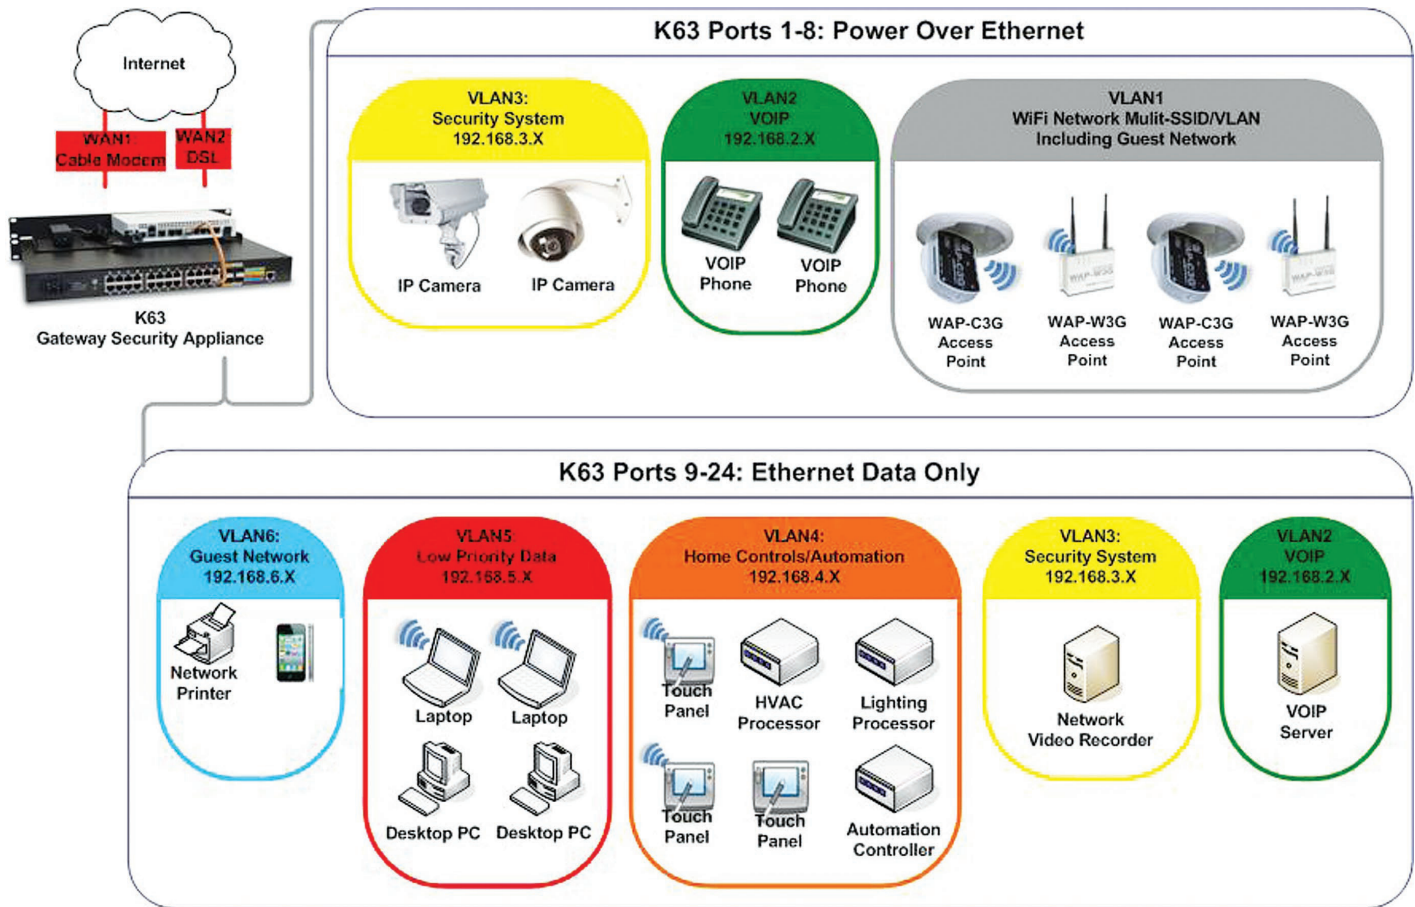 Internet
WAN1:
Cable Modem
WAN2
DSL
K63
Gateway Security Appliance
K63 Ports 1-8: Power Over Ethernet
VLAN3:
Security System
192.168.3.X
IP Camera
IP Camera
VLAN2
VOIP
192.168.2.X
VOIP
Phone
VOIP
Phone
VLAN1
WiFi Network Mulit-SSID/VLAN
Including Guest Network
WAP-C3G
Access
Point
WAP-W3G
WAP-W3G
Access
Point
WAP-C3G
Access
Point
WAP-W3G
WAP-W3G
Access
Point
K63 Ports 9-24: Ethernet Data Only
VLAN6:
Guest Network
192.168.6.X
Network
Printer
VLAN5
Low Priority Data
192.168.5.X
Laptop
Laptop
Desktop PC
Desktop PC
VLAN4:
Home Controls/Automation
192.168.4.X
Touch
Panel
HVAC
Processor
Lighting
Processor
Touch
Panel
Touch
Panel
Automation
Controller
VLAN3:
Security System
192.168.3.X
Network
Video Recorder
VLAN2
VOIP
192.168.2.X
VOIP
Server